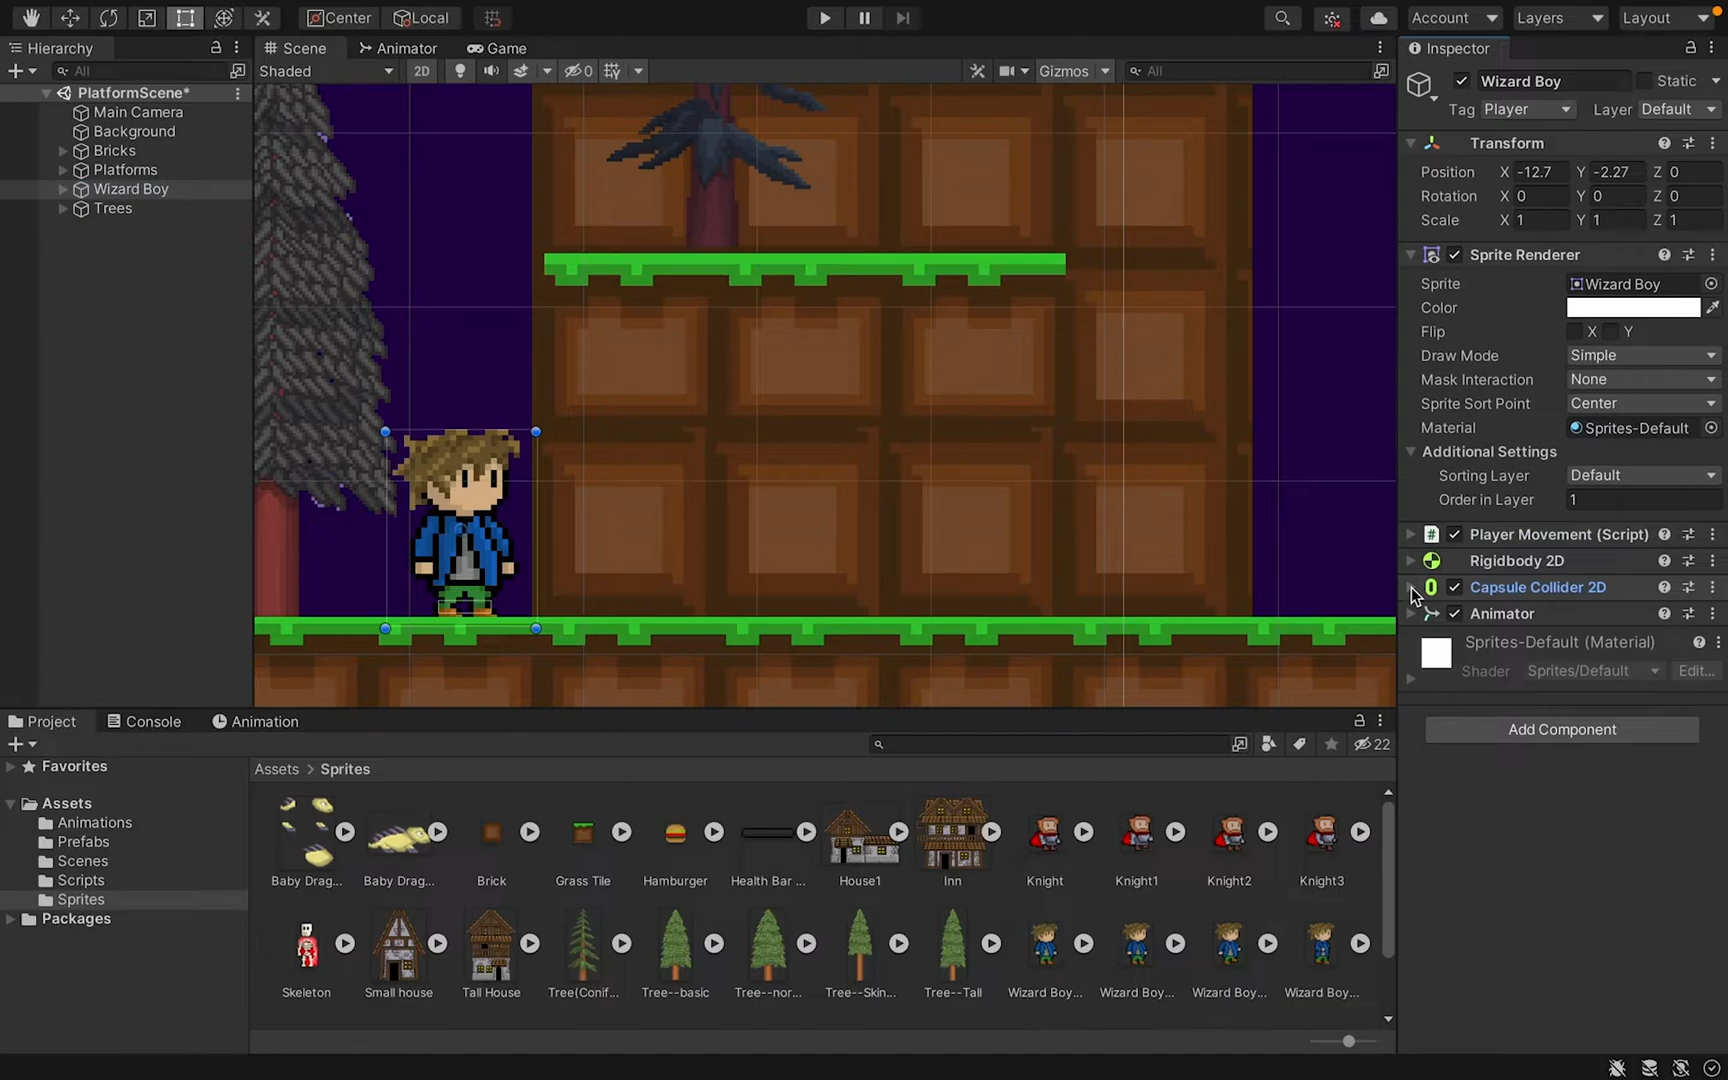 Center
Local
Account
Layers
Layout
Hierarchy
All
PlatformScene*
Main Camera
Background
Bricks
Platforms
Wizard Boy
Trees
Scene
Animator
Game
Shaded
2D
0
Gizmos
All
Inspector
Wizard Boy
Static
Tag Player
Layer Default
Transform
Position X -12.7 Y -2.27 Z 0
Rotation X 0 Y 0 Z 0
Scale X 1 Y 1 Z 1
Sprite Renderer
Sprite Wizard Boy
Color
Flip X Y
Draw Mode Simple
Mask Interaction None
Sprite Sort Point Center
Material Sprites-Default
Additional Settings
Sorting Layer Default
Order in Layer 1
Player Movement (Script)
Rigidbody 2D
Capsule Collider 2D
Animator
Sprites-Default (Material)
Shader Sprites/Default Edit...
Add Component
Project
Console
Animation
22
Favorites
Assets
Animations
Prefabs
Scenes
Scripts
Sprites
Packages
Assets > Sprites
Baby Drag...
Baby Drag...
Brick
Grass Tile
Hamburger
Health Bar ...
House1
Inn
Knight
Knight1
Knight2
Knight3
Skeleton
Small house
Tall House
Tree(Conif...
Tree--basic
Tree--nor...
Tree--Skin...
Tree--Tall
Wizard Boy...
Wizard Boy...
Wizard Boy...
Wizard Boy...